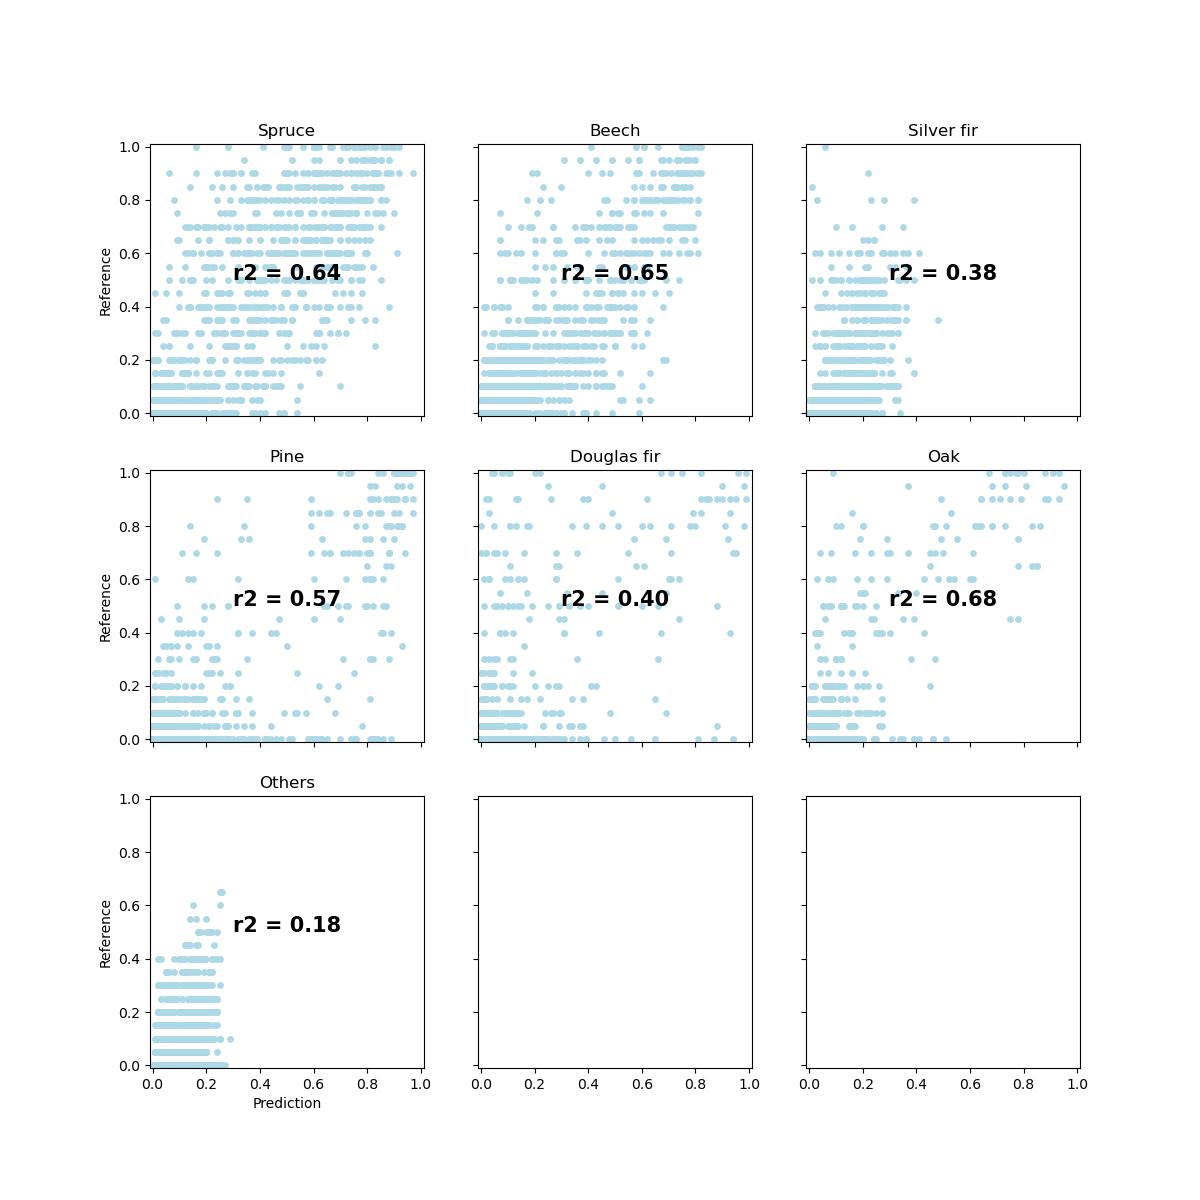 Spruce
Beech
Silver fir
1.0
0.8
0.6
0.4
0.2
0.0
Reference
r2 = 0.64
r2 = 0.65
r2 = 0.38
Pine
Douglas fir
Oak
1.0
0.8
0.6
0.4
0.2
0.0
Reference
r2 = 0.57
r2 = 0.40
r2 = 0.68
Others
1.0
0.8
0.6
0.4
0.2
0.0
Reference
r2 = 0.18
0.0 0.2 0.4 0.6 0.8 1.0
Prediction
0.0 0.2 0.4 0.6 0.8 1.0
0.0 0.2 0.4 0.6 0.8 1.0